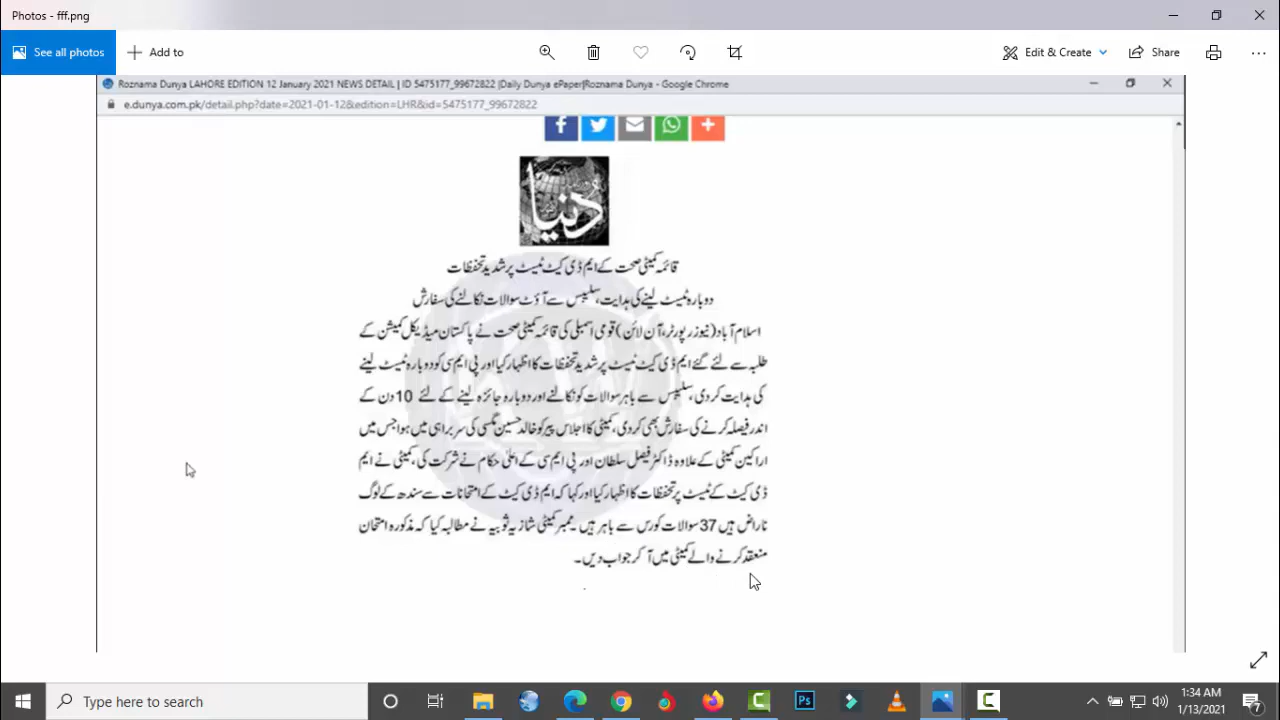 Photos - fff.png
See all photos
Add to
Edit & Create
Share
Roznama Dunya LAHORE EDITION 12 January 2021 NEWS DETAIL | ID 5475177_99672822 |Daily Dunya ePaper|Roznama Dunya - Google Chrome
e.dunya.com.pk/detail.php?date=2021-01-12&edition=LHR&id=5475177_99672822
دنیا
قائمہ کمیٹی صحت کے ایم ڈی کیٹ ٹیسٹ پر شدید تحفظات
دوبارہ ٹیسٹ لینے کی ہدایت، سلیبس سے آؤٹ سوالات نکالنے کی سفارش
اسلام آباد(نیوز رپورٹر،آن لائن)قومی اسمبلی کی قائمہ کمیٹی صحت نے پاکستان میڈیکل کمیشن کے
طلبہ سے لئے گئے ایم ڈی کیٹ ٹیسٹ پر شدید تحفظات کا اظہار کیا اور پی ایم سی کو دوبارہ ٹیسٹ لینے
کی ہدایت کر دی، سلیبس سے باہر سوالات کو نکالنے اور دوبارہ جائزہ لینے کے لئے 10 دن کے
اندر فیصلہ کرنے کی سفارش بھی کر دی، کمیٹی کا اجلاس پیر کو خالد حسین مگسی کی سربراہی میں ہوا جس میں
اراکین کمیٹی کے علاوہ ڈاکٹر فیصل سلطان اور پی ایم سی کے اعلیٰ حکام نے شرکت کی، کمیٹی نے ایم
ڈی کیٹ کے ٹیسٹ پر تحفظات کا اظہار کیا اور کہا کہ ایم ڈی کیٹ کے امتحانات سے سندھ کے لوگ
ناراض ہیں 37 سوالات کورس سے باہر ہیں۔ ممبر کمیٹی شازیہ ثوبیہ نے مطالبہ کیا کہ مذکورہ امتحان
منعقد کرنے والے کمیٹی میں آ کر جواب دیں۔
Type here to search
1:34 AM
1/13/2021